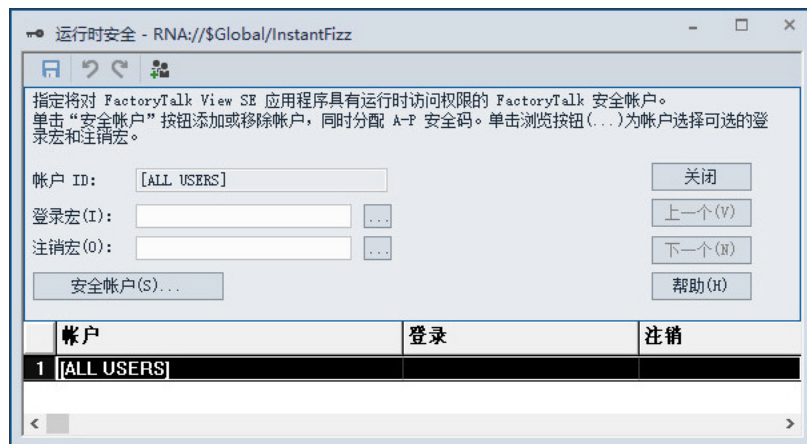 运行时安全 - RNA://$Global/InstantFizz
指定将对 FactoryTalk View SE 应用程序具有运行时访问权限的 FactoryTalk 安全帐户。
单击“安全帐户”按钮添加或移除帐户，同时分配 A-P 安全码。单击浏览按钮(...)为帐户选择可选的登
录宏和注销宏。
帐户 ID: [ALL USERS] 关闭
登录宏(I): ... 上一个(V)
注销宏(O): ... 下一个(N)
安全帐户(S)... 帮助(H)
帐户 登录 注销
1 [ALL USERS]